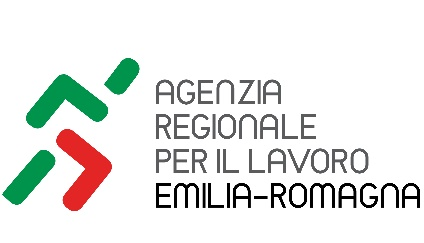 AGENZIA
REGIONALE
PER IL LAVORO
EMILIA-ROMAGNA